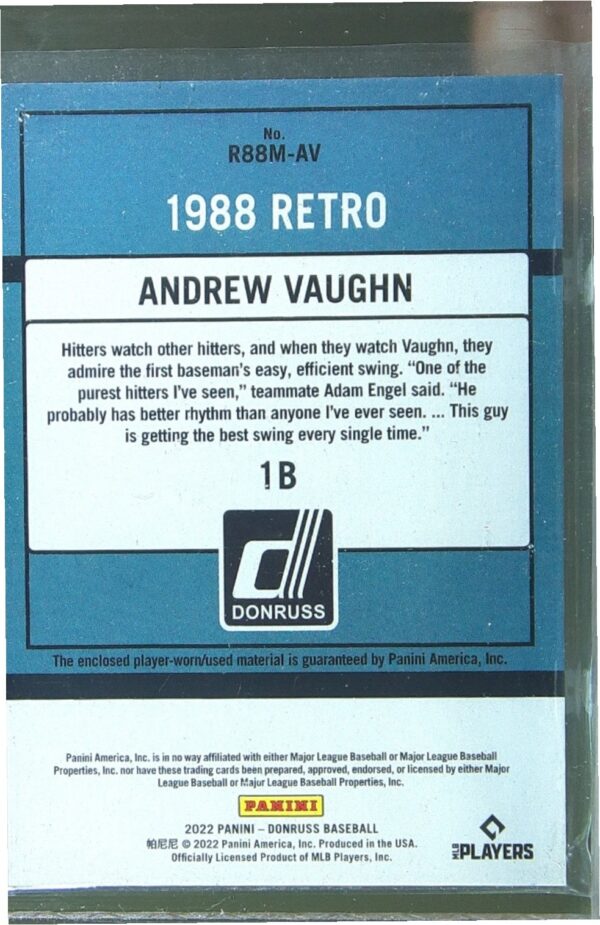 No.
R88M-AV
1988 RETRO
ANDREW VAUGHN
Hitters watch other hitters, and when they watch Vaughn, they
admire the first baseman's easy, efficient swing. "One of the
purest hitters I've seen," teammate Adam Engel said. "He
probably has better rhythm than anyone I've ever seen. ... This guy
is getting the best swing every single time."
1B
d
DONRUSS
The enclosed player-worn/used material is guaranteed by Panini America, Inc.
Panini America, Inc. is in no way affiliated with either Major League Baseball or Major League Baseball
Properties, Inc. nor have these trading cards been prepared, approved, endorsed, or licensed by either Major
League Baseball or Major League Baseball Properties, Inc.
PANINI
2022 PANINI – DONRUSS BASEBALL
帕尼尼 © 2022 Panini America, Inc. Produced in the USA.
Officially Licensed Product of MLB Players, Inc.
MLB PLAYERS